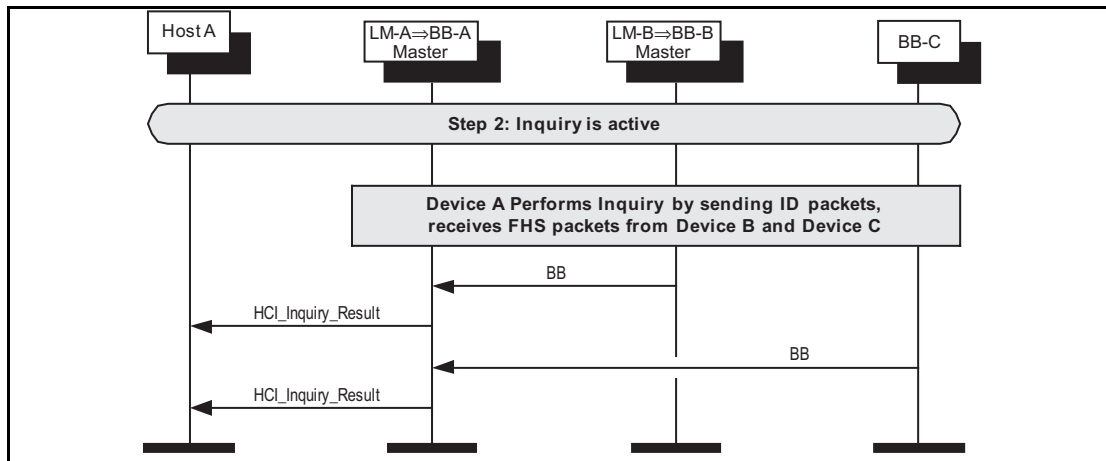 Host A
LM-A⇒BB-A
Master
LM-B⇒BB-B
Master
BB-C
Step 2: Inquiry is active
Device A Performs Inquiry by sending ID packets,
receives FHS packets from Device B and Device C
BB
HCI_Inquiry_Result
BB
HCI_Inquiry_Result